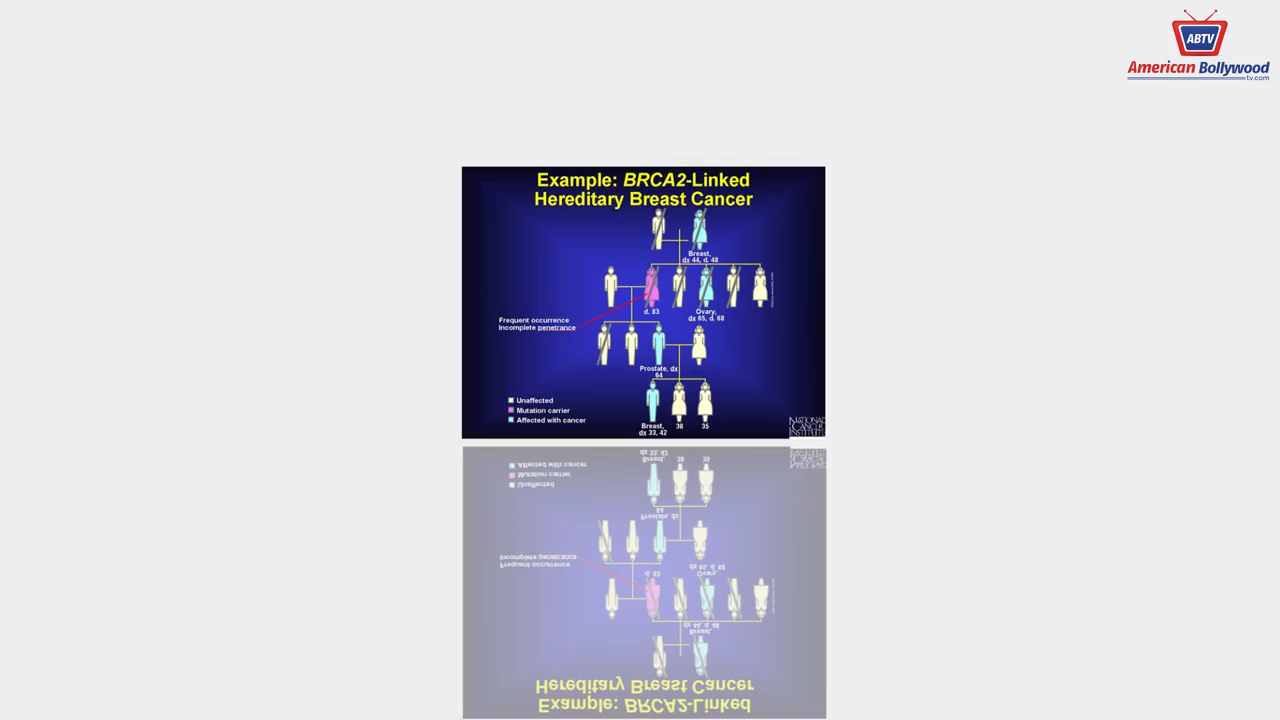 ABTV
American Bollywood
tv.com
Example: BRCA2-Linked
Hereditary Breast Cancer
Breast,
dx 44, d. 48
d. 83
Ovary,
dx 65, d. 68
Frequent occurrence
Incomplete penetrance
Prostate, dx
64
Unaffected
Mutation carrier
Affected with cancer
Breast,
dx 33, 42
38
35
NATIONAL
CANCER
INSTITUTE